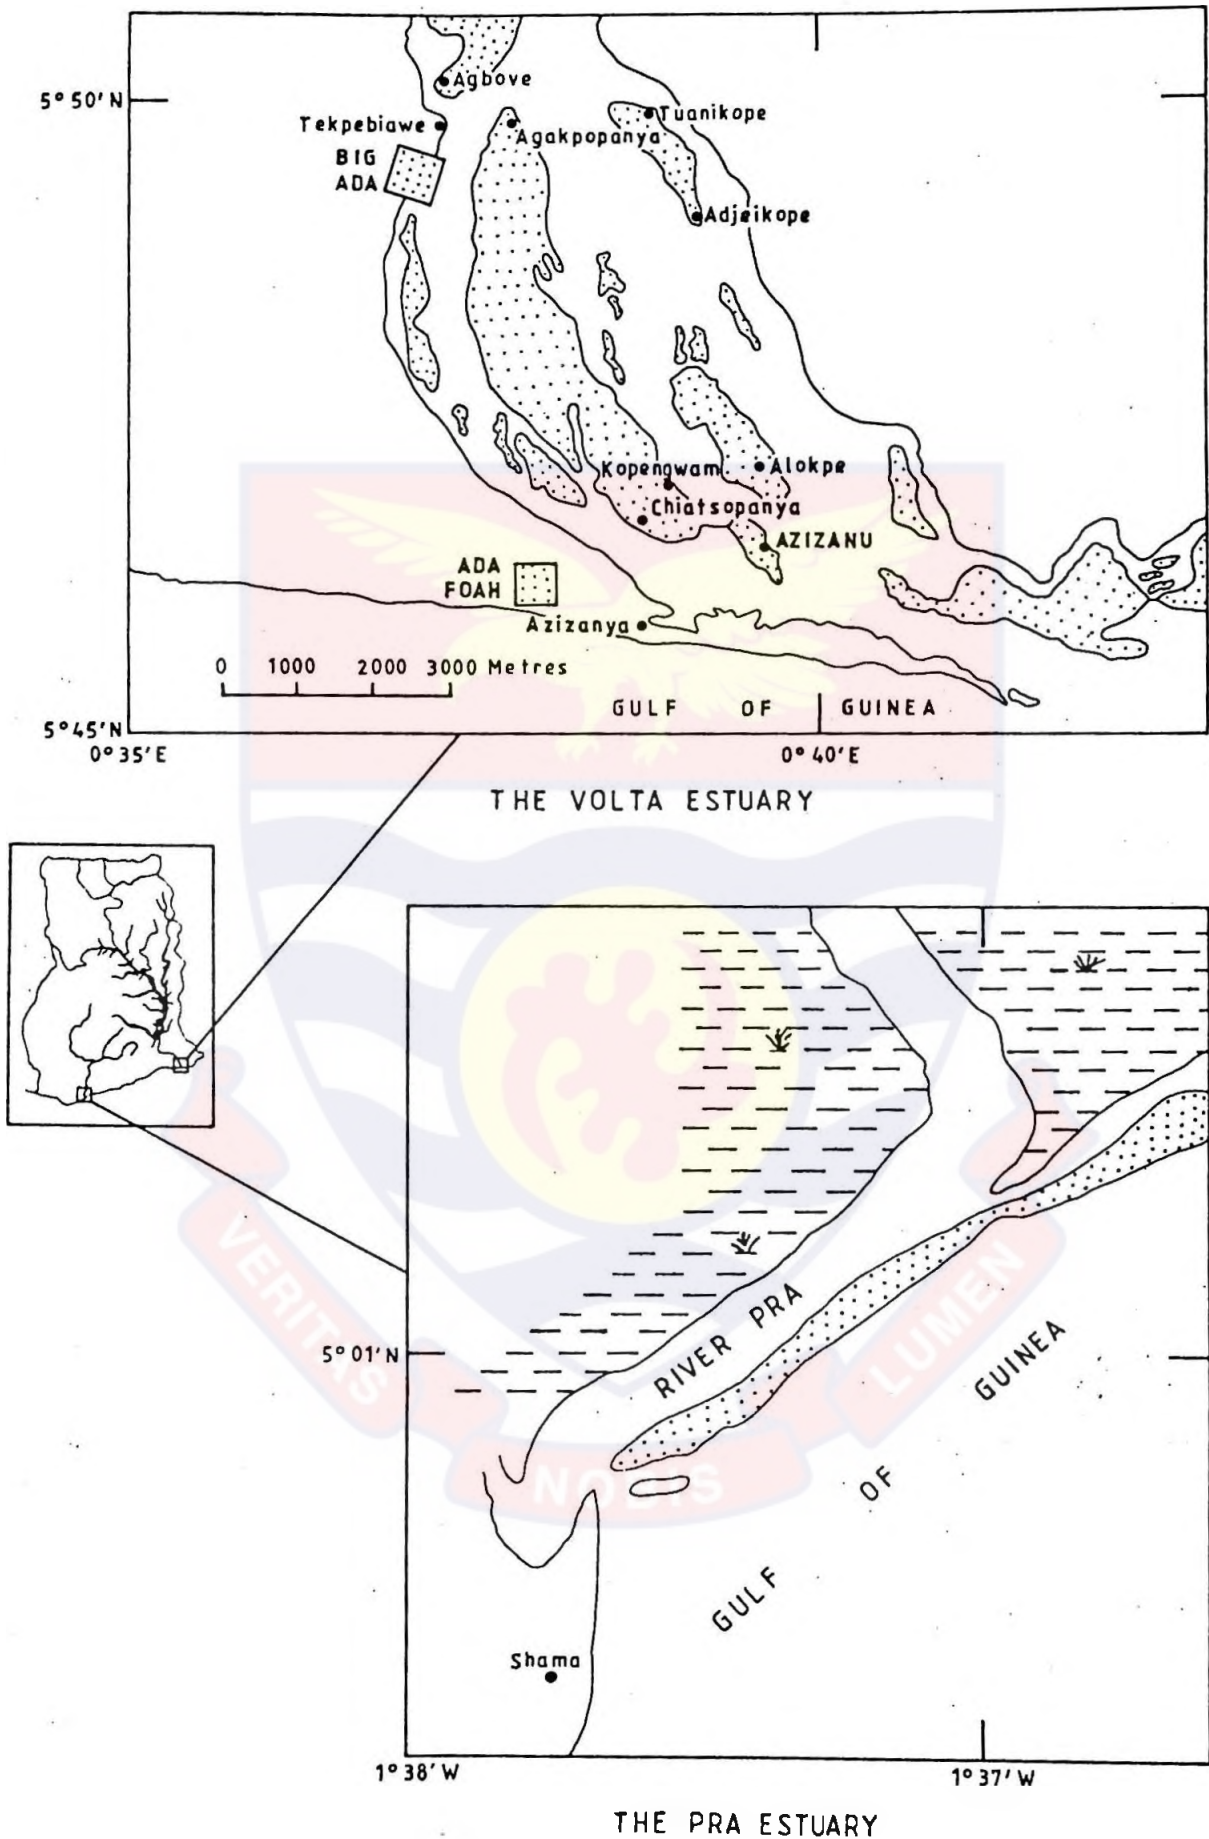 Agbove
5°50'N
Tekpebiawe
Tuanikope
Agakpopanya
BIG
ADA
Adjeikope
Kopengwam
Alokpe
Chiatsopanya
AZIZANU
ADA
FOAH
Azizanya
0 1000 2000 3000 Metres
GULF OF GUINEA
5°45'N
0°35'E 0°40'E
THE VOLTA ESTUARY
RIVER PRA
5°01'N
GULF OF GUINEA
VERITAS
NOBIS
LUMEN
Shama
1°38'W 1°37'W
THE PRA ESTUARY